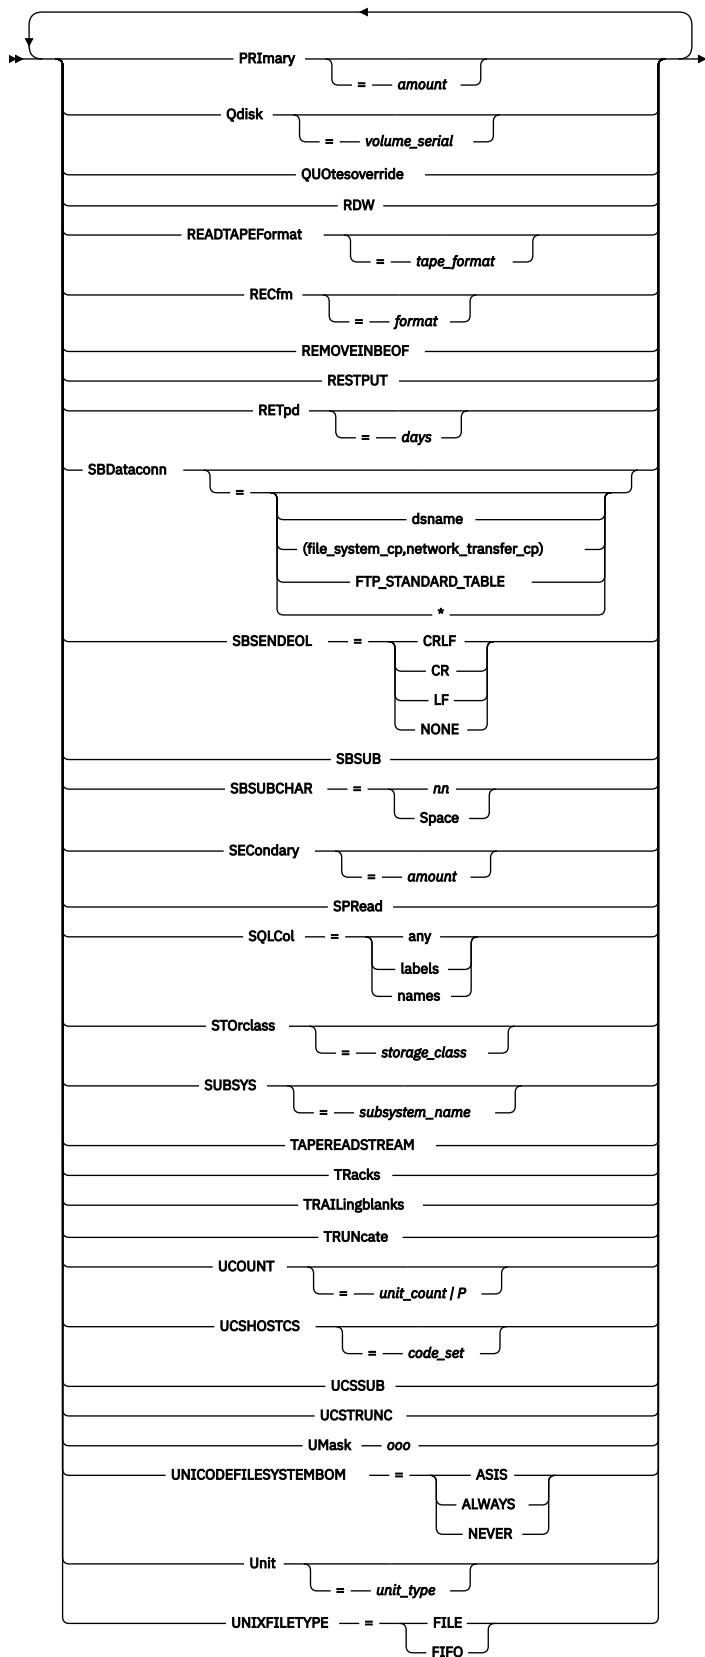 PRImary
= amount
Qdisk
= volume_serial
QUOtesoverride
RDW
READTAPEFormat
= tape_format
RECfm
= format
REMOVEINBEOF
RESTPUT
RETpd
= days
SBDataconn
=
dsname
(file_system_cp,network_transfer_cp)
FTP_STANDARD_TABLE
*
SBSENDEOL = CRLF
CR
LF
NONE
SBSUB
SBSUBCHAR = nn
Space
SECondary
= amount
SPRead
SQLCol = any
labels
names
STOrclass
= storage_class
SUBSYS
= subsystem_name
TAPEREADSTREAM
TRacks
TRAILingblanks
TRUNcate
UCOUNT
= unit_count | P
UCSHOSTCS
= code_set
UCSSUB
UCSTRUNC
UMask ooo
UNICODEFILESYSTEMBOM = ASIS
ALWAYS
NEVER
Unit
= unit_type
UNIXFILETYPE = FILE
FIFO